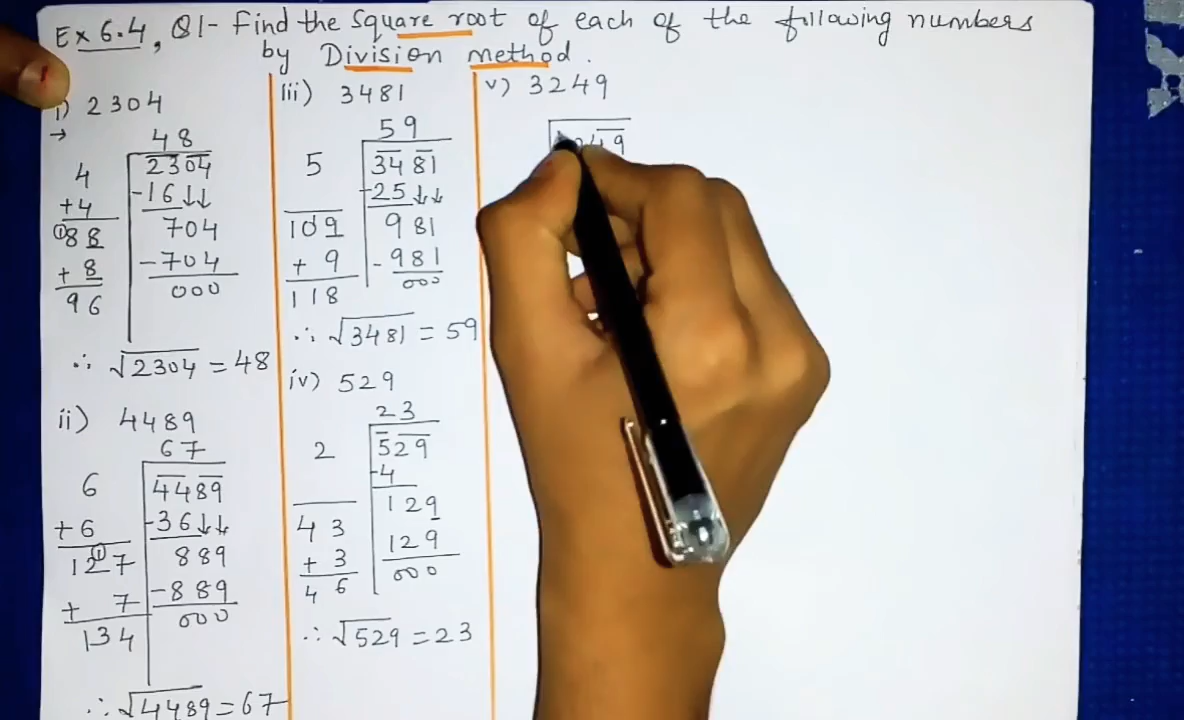 Ex 6.4, Q1- Find the Square root of each of the following numbers
by Division method.
i) 2304
→
48
4 2304
+4 -16↓↓
①88 704
+8 -704
96 000
∴ √2304 = 48
ii) 4489
67
6 4489
+6 -36↓↓
12①7 889
+ 7 -889
134 000
∴ √4489 = 67
iii) 3481
59
5 3481
-25↓↓
109 981
+ 9 -981
118 000
∴ √3481 = 59
iv) 529
23
2 529
-4
43 129
+ 3 129
46 000
∴ √529 = 23
v) 3249
49